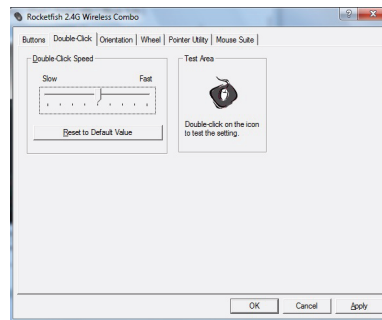 Rocketfish 2.4G Wireless Combo
Buttons Double-Click Orientation Wheel Pointer Utility Mouse Suite
Double-Click Speed
Slow Fast
Reset to Default Value
Test Area
Double-click on the icon
to test the setting.
OK Cancel Apply